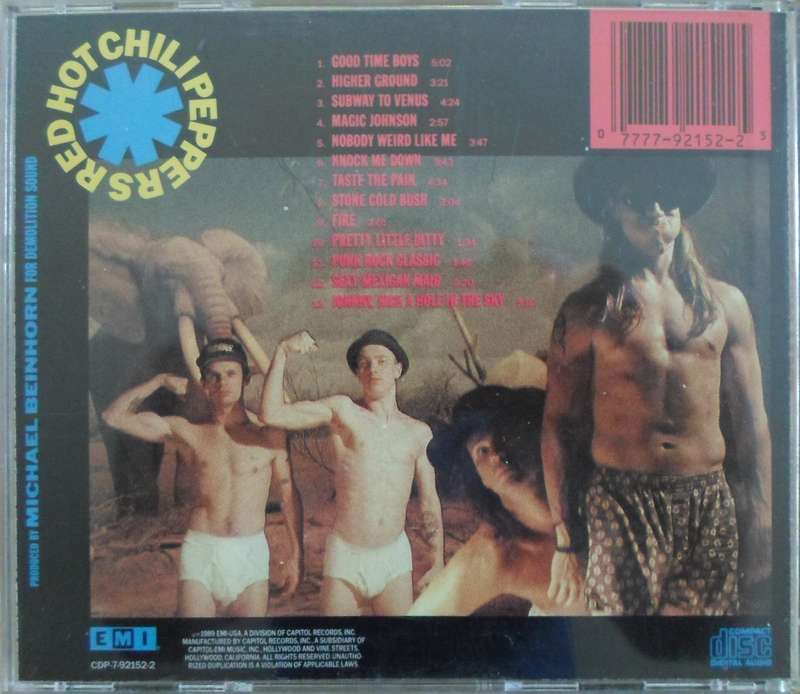 RED HOT CHILI PEPPERS
1. GOOD TIME BOYS 5:02
2. HIGHER GROUND 3:21
3. SUBWAY TO VENUS 4:24
4. MAGIC JOHNSON 2:57
5. NOBODY WEIRD LIKE ME 3:47
6. KNOCK ME DOWN
7. TASTE THE PAIN 4:34
8. STONE COLD BUSH 3:04
9. FIRE
10. PRETTY LITTLE DITTY
11. PUNK ROCK CLASSIC
12. SEXY MEXICAN MAID
13. JOHNNY, KICK A HOLE IN THE SKY
0 7777-92152-2 3
PRODUCED BY MICHAEL BEINHORN FOR DEMOLITION SOUND
EMI
CDP-7-92152-2
℗©1989 EMI-USA, A DIVISION OF CAPITOL RECORDS, INC.
MANUFACTURED BY CAPITOL RECORDS, INC., A SUBSIDIARY OF
CAPITOL-EMI MUSIC, INC. HOLLYWOOD AND VINE STREETS,
HOLLYWOOD, CALIFORNIA. ALL RIGHTS RESERVED. UNAUTHO-
RIZED DUPLICATION IS A VIOLATION OF APPLICABLE LAWS.
COMPACT
disc
DIGITAL AUDIO